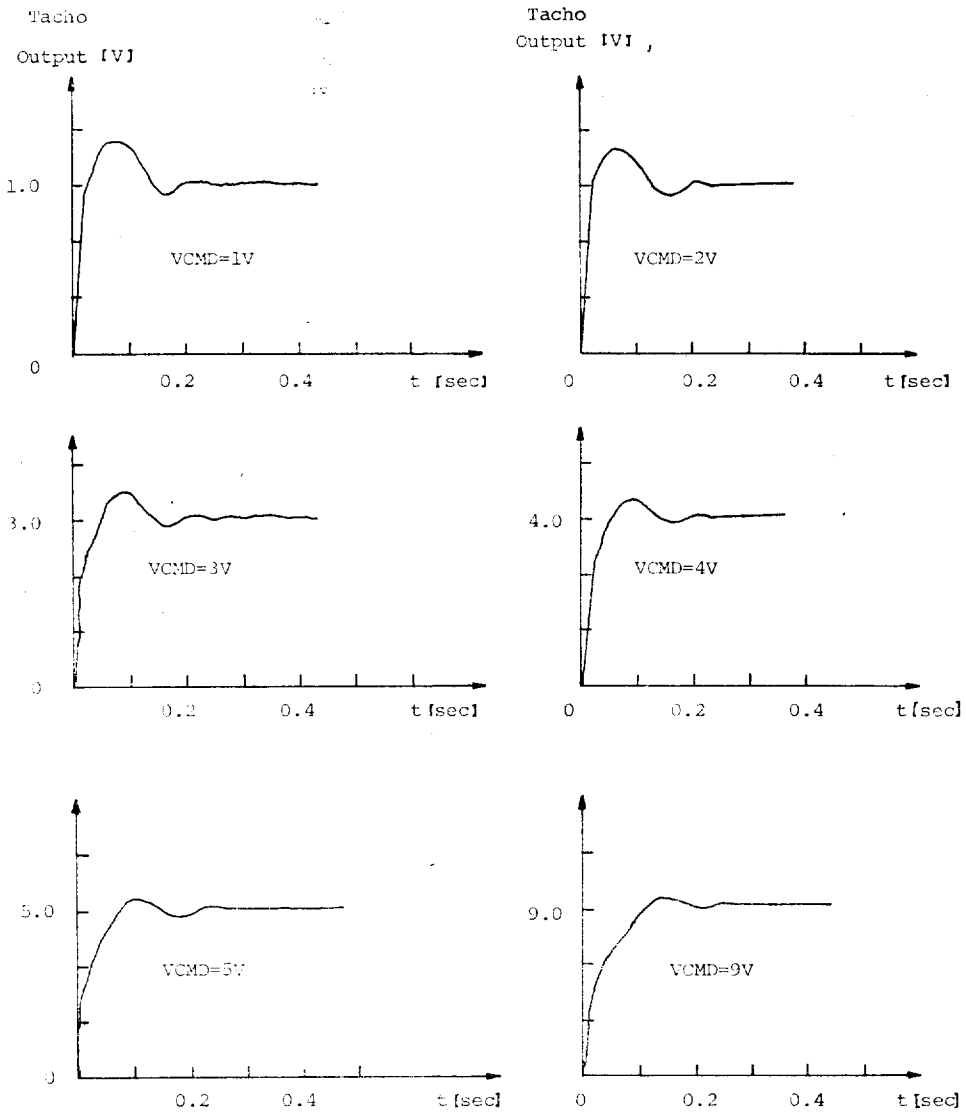 Tacho
Output [V]
Tacho
Output [V] ,
1.0
VCMD=1V
VCMD=2V
0
0.2
0.4
t [sec]
0
0.2
0.4
t [sec]
3.0
VCMD=3V
4.0
VCMD=4V
0
0.2
0.4
t [sec]
0
0.2
0.4
t [sec]
5.0
VCMD=5V
9.0
VCMD=9V
0
0.2
0.4
t [sec]
0
0.2
0.4
t [sec]